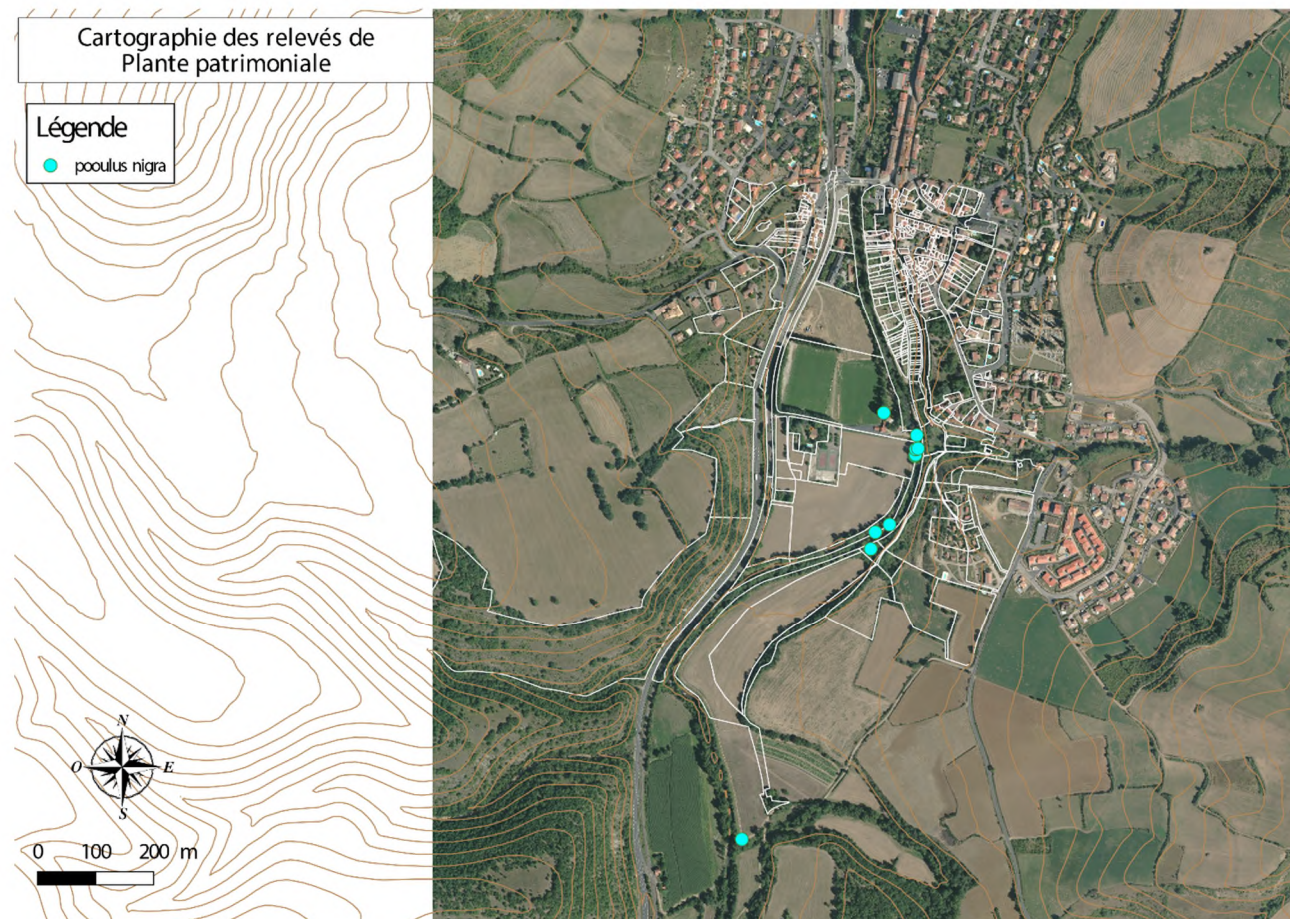 Cartographie des relevés de
Plante patrimoniale
Légende
pooulus nigra
N
O
E
S
0 100 200 m